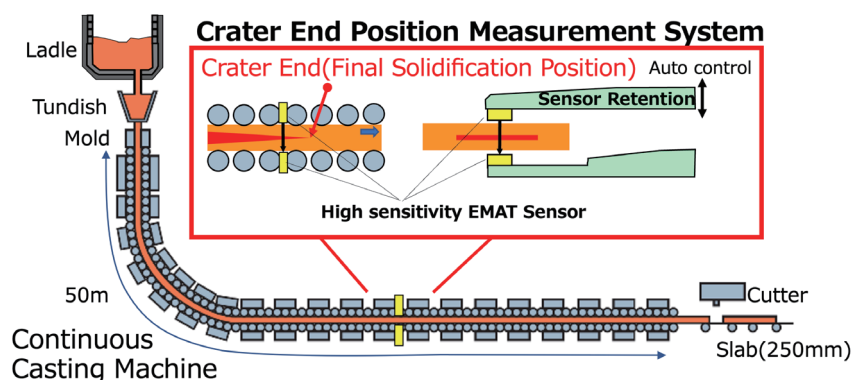 Crater End Position Measurement System
Ladle
Tundish
Mold
Crater End(Final Solidification Position)
Auto control
Sensor Retention
High sensitivity EMAT Sensor
50m
Continuous
Casting Machine
Cutter
Slab(250mm)